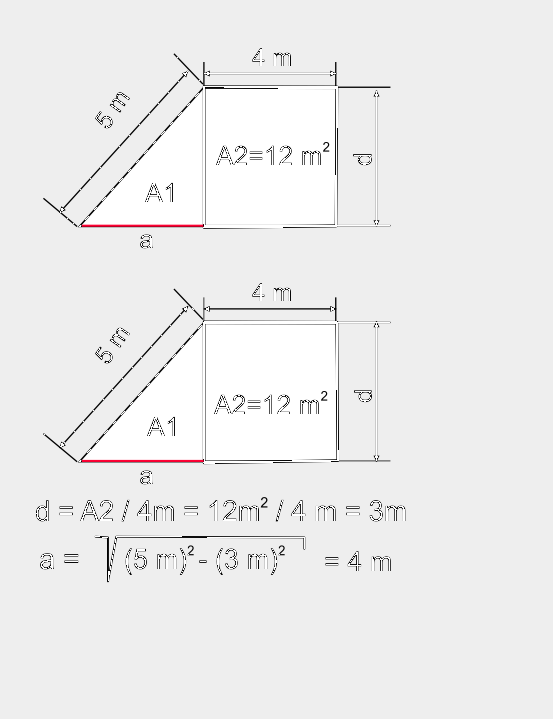 4 m
5 m
A2=12 m²
d
A1
a
4 m
5 m
A2=12 m²
d
A1
a
d = A2 / 4m = 12m² / 4 m = 3m
a = √(5 m)² - (3 m)² = 4 m